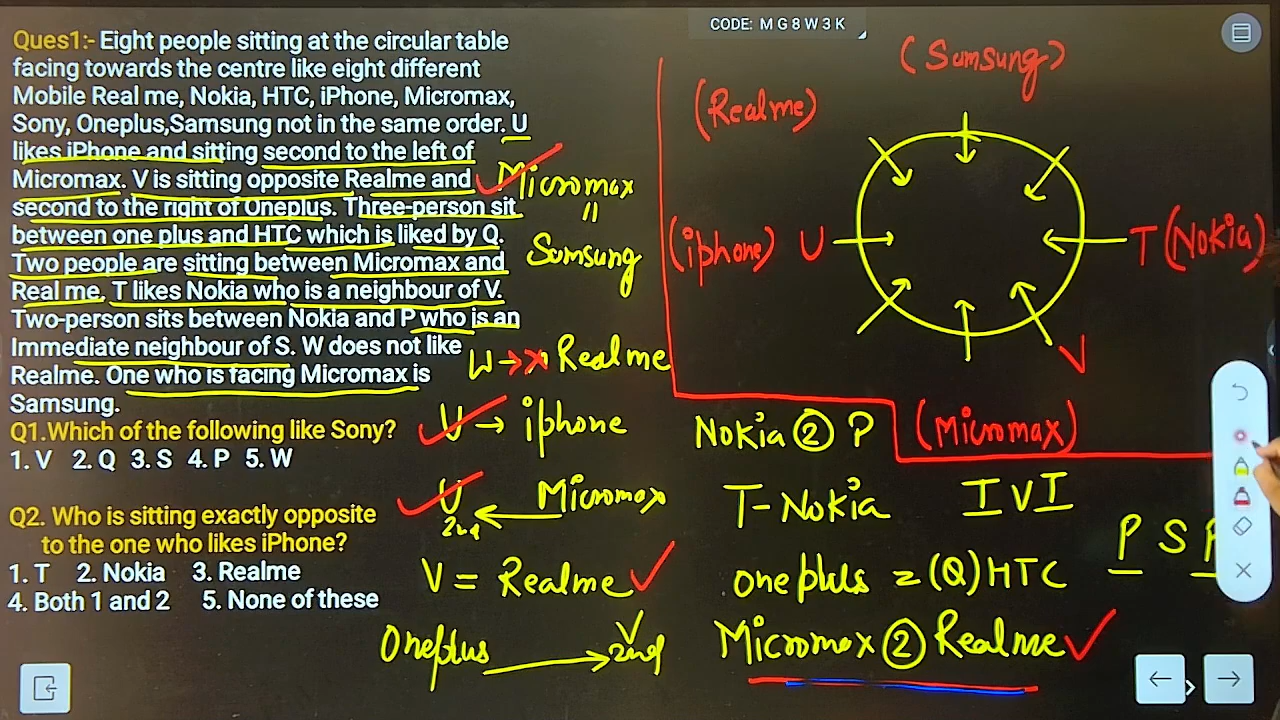 CODE: M G 8 W 3 K
Ques1:- Eight people sitting at the circular table
facing towards the centre like eight different
Mobile Real me, Nokia, HTC, iPhone, Micromax,
Sony, Oneplus,Samsung not in the same order. U
likes iPhone and sitting second to the left of
Micromax. V is sitting opposite Realme and
second to the right of Oneplus. Three-person sit
between one plus and HTC which is liked by Q.
Two people are sitting between Micromax and
Real me. T likes Nokia who is a neighbour of V.
Two-person sits between Nokia and P who is an
Immediate neighbour of S. W does not like
Realme. One who is facing Micromax is
Samsung.
Q1.Which of the following like Sony?
1. V 2. Q 3. S 4. P 5. W
Q2. Who is sitting exactly opposite
to the one who likes iPhone?
1. T 2. Nokia 3. Realme
4. Both 1 and 2 5. None of these
Micromax
=
Samsung
W → x Realme
U → iphone
U 2nd ← Micromax
V = Realme
Oneplus → V 2nd
(Samsung)
(Realme)
(iphone) U
T (Nokia)
V
(Micromax)
Nokia ② P
T-Nokia I V I
one plus = (Q) HTC
P S P
Micromax ② Realme